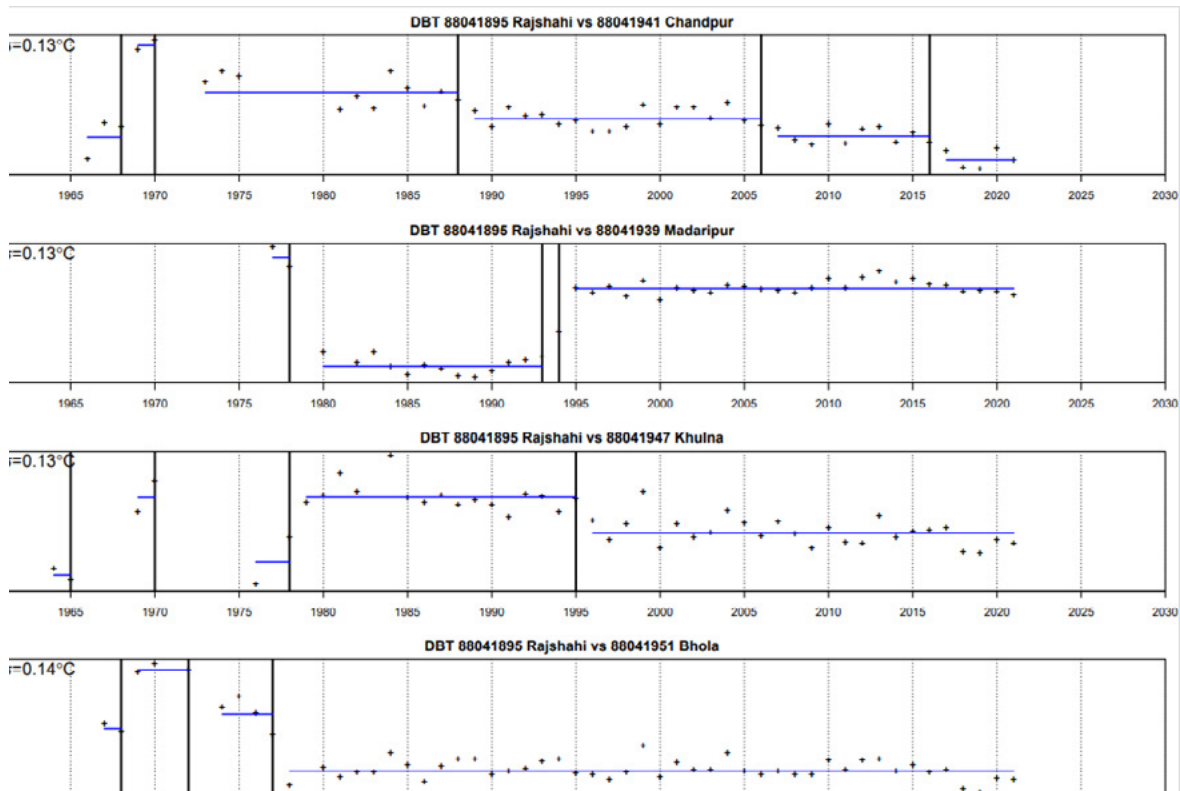 DBT 88041895 Rajshahi vs 88041941 Chandpur
=0.13°C
1965 1970 1975 1980 1985 1990 1995 2000 2005 2010 2015 2020 2025 2030
DBT 88041895 Rajshahi vs 88041939 Madaripur
=0.13°C
1965 1970 1975 1980 1985 1990 1995 2000 2005 2010 2015 2020 2025 2030
DBT 88041895 Rajshahi vs 88041947 Khulna
=0.13°C
1965 1970 1975 1980 1985 1990 1995 2000 2005 2010 2015 2020 2025 2030
DBT 88041895 Rajshahi vs 88041951 Bhola
=0.14°C